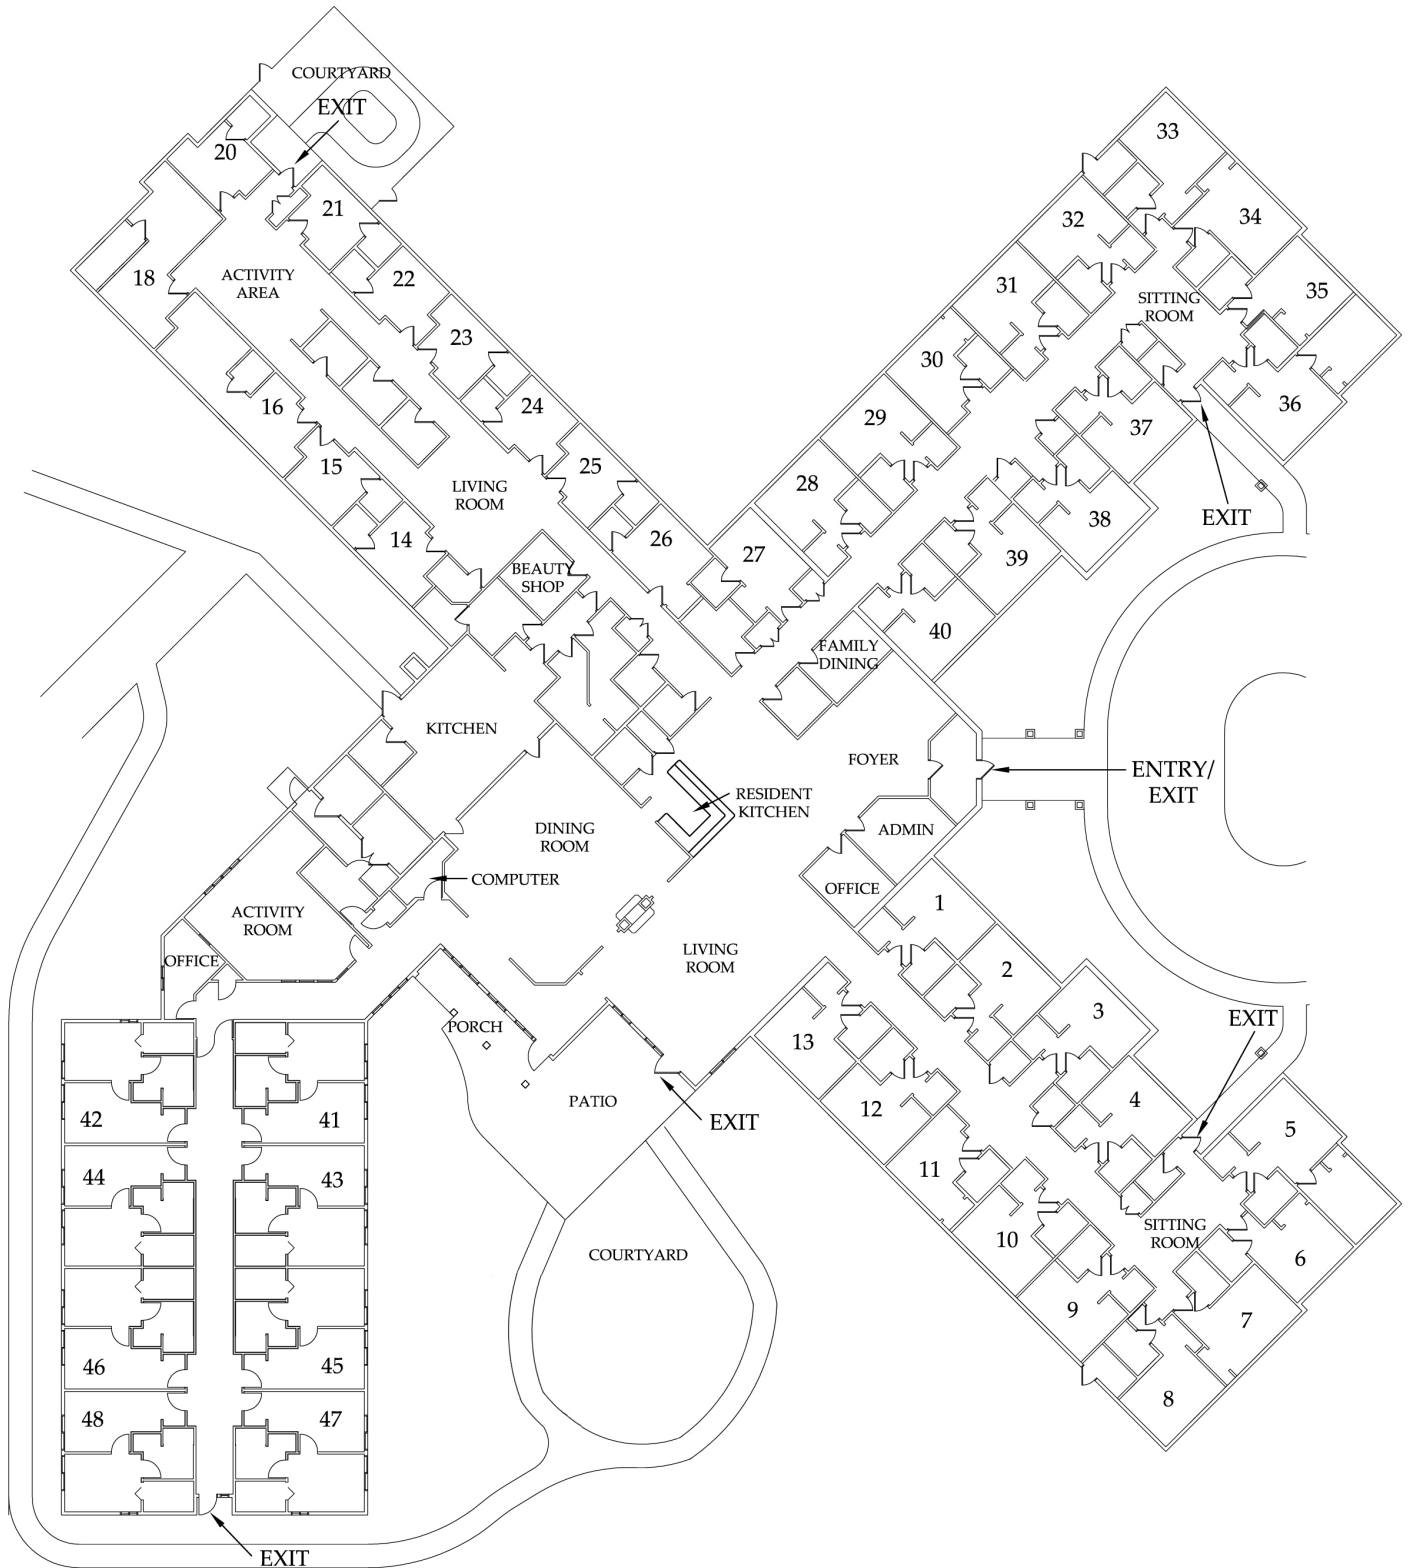 COURTYARD
EXIT
20
21
18
ACTIVITY
AREA
22
23
16
24
15
25
LIVING
ROOM
14
26
BEAUTY
SHOP
27
28
29
30
31
32
33
34
35
SITTING
ROOM
36
37
EXIT
38
39
40
FAMILY
DINING
KITCHEN
FOYER
ENTRY/
EXIT
RESIDENT
KITCHEN
DINING
ROOM
ADMIN
COMPUTER
OFFICE
ACTIVITY
ROOM
OFFICE
LIVING
ROOM
1
2
3
EXIT
PORCH
13
PATIO
EXIT
12
4
5
11
10
SITTING
ROOM
6
COURTYARD
9
7
8
42
41
44
43
46
45
48
47
EXIT